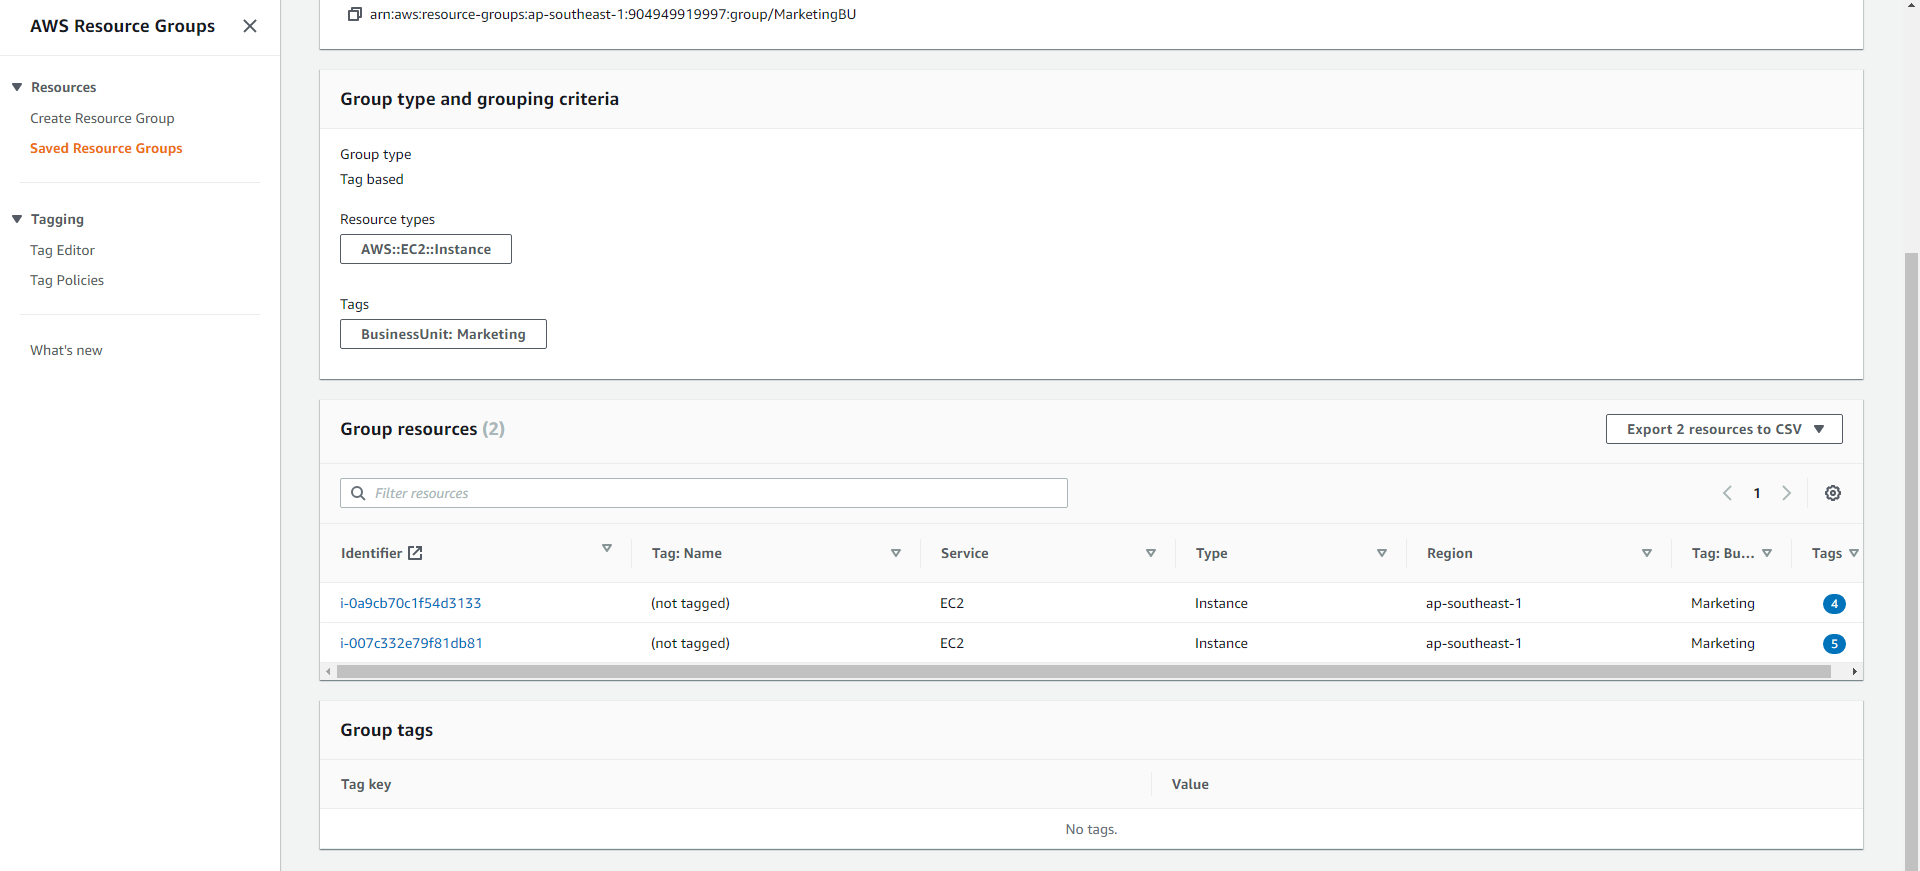 AWS Resource Groups
Resources
Create Resource Group
Saved Resource Groups
Tagging
Tag Editor
Tag Policies
What's new
arn:aws:resource-groups:ap-southeast-1:904949919997:group/MarketingBU
Group type and grouping criteria
Group type
Tag based
Resource types
AWS::EC2::Instance
Tags
BusinessUnit: Marketing
Group resources (2)
Export 2 resources to CSV
Filter resources
1
Identifier Tag: Name Service Type Region Tag: Bu... Tags
i-0a9cb70c1f54d3133 (not tagged) EC2 Instance ap-southeast-1 Marketing 4
i-007c332e79f81db81 (not tagged) EC2 Instance ap-southeast-1 Marketing 5
Group tags
Tag key Value
No tags.